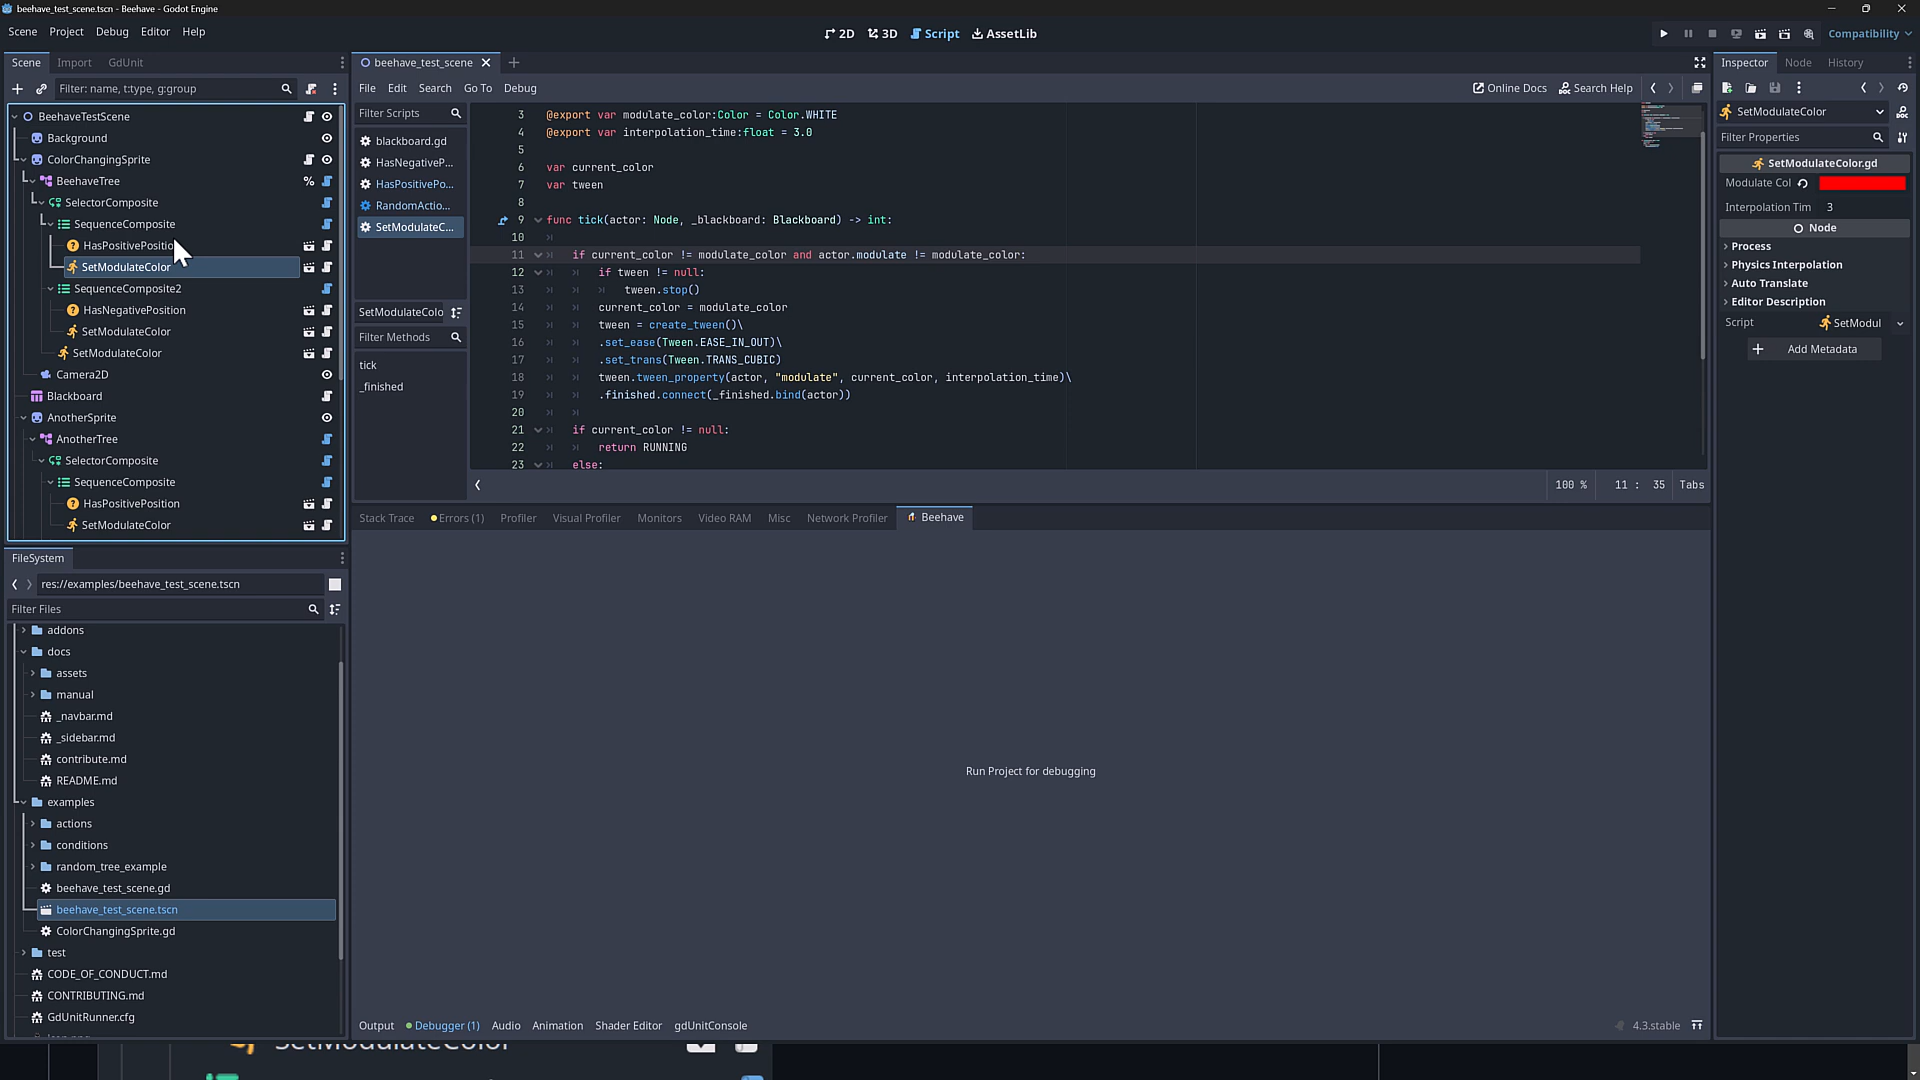 beehave_test_scene.tscn - Beehave - Godot Engine
Scene Project Debug Editor Help
2D 3D Script AssetLib
Compatibility
Scene Import GdUnit
Filter: name, t:type, g:group
BeehaveTestScene
Background
ColorChangingSprite
BeehaveTree
SelectorComposite
SequenceComposite
HasPositivePosition
SetModulateColor
SequenceComposite2
HasNegativePosition
SetModulateColor
SetModulateColor
Camera2D
Blackboard
AnotherSprite
AnotherTree
SelectorComposite
SequenceComposite
HasPositivePosition
SetModulateColor
FileSystem
res://examples/beehave_test_scene.tscn
Filter Files
addons
docs
assets
manual
_navbar.md
_sidebar.md
contribute.md
README.md
examples
actions
conditions
random_tree_example
beehave_test_scene.gd
beehave_test_scene.tscn
ColorChangingSprite.gd
test
CODE_OF_CONDUCT.md
CONTRIBUTING.md
GdUnitRunner.cfg
beehave_test_scene
File Edit Search Go To Debug
Online Docs Search Help
Filter Scripts
blackboard.gd
HasNegativeP...
HasPositivePo...
RandomActio...
SetModulateC...
SetModulateColo
Filter Methods
tick
_finished
3 @export var modulate_color:Color = Color.WHITE
4 @export var interpolation_time:float = 3.0
5
6 var current_color
7 var tween
8
9 func tick(actor: Node, _blackboard: Blackboard) -> int:
10
11 if current_color != modulate_color and actor.modulate != modulate_color:
12 if tween != null:
13 tween.stop()
14 current_color = modulate_color
15 tween = create_tween()\
16 .set_ease(Tween.EASE_IN_OUT)\
17 .set_trans(Tween.TRANS_CUBIC)
18 tween.tween_property(actor, "modulate", current_color, interpolation_time)\
19 .finished.connect(_finished.bind(actor))
20
21 if current_color != null:
22 return RUNNING
23 else:
100 % 11 : 35 Tabs
Stack Trace Errors (1) Profiler Visual Profiler Monitors Video RAM Misc Network Profiler Beehave
Run Project for debugging
Output Debugger (1) Audio Animation Shader Editor gdUnitConsole
4.3.stable
Inspector Node History
SetModulateColor
Filter Properties
SetModulateColor.gd
Modulate Col
Interpolation Tim 3
Node
Process
Physics Interpolation
Auto Translate
Editor Description
Script SetModul
Add Metadata
SetModulateColor